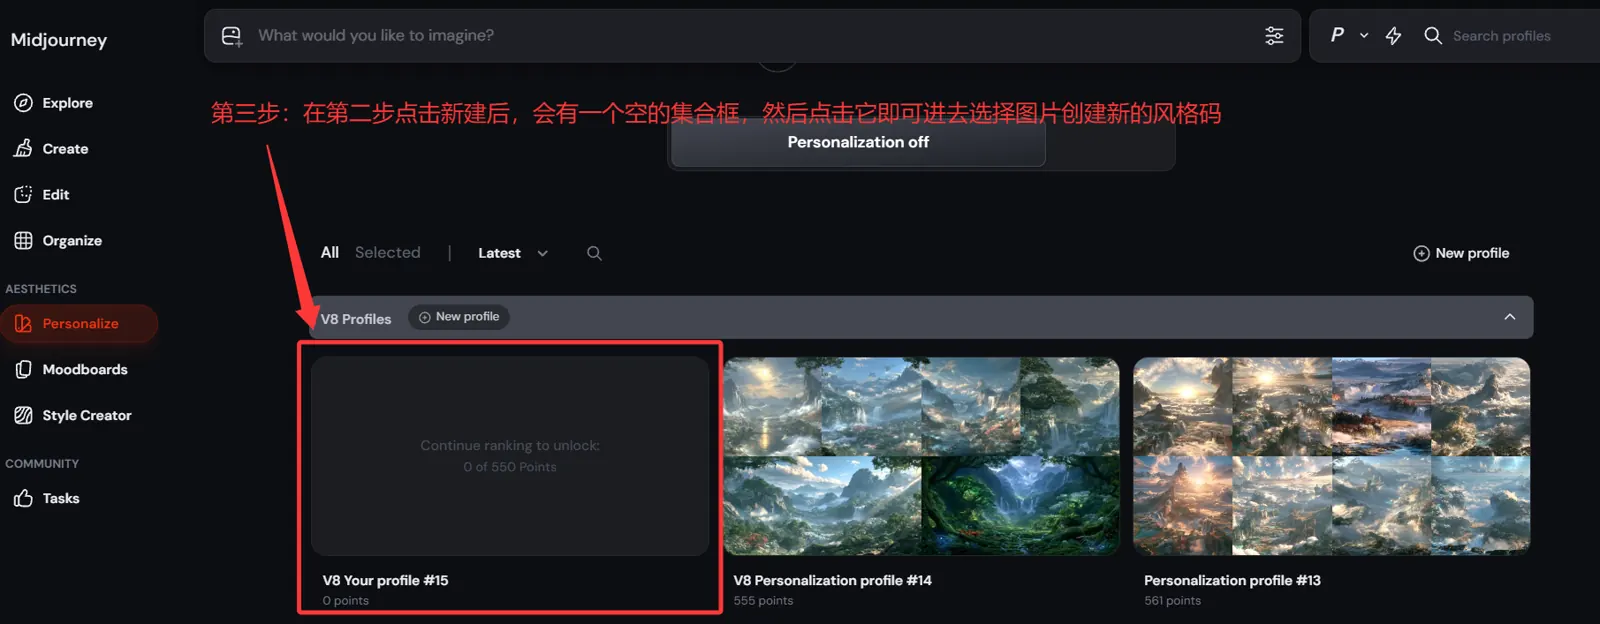 Midjourney
What would you like to imagine?
P
Search profiles
Explore
Create
Edit
Organize
AESTHETICS
Personalize
Moodboards
Style Creator
COMMUNITY
Tasks
第三步：在第二步点击新建后，会有一个空的集合框，然后点击它即可进去选择图片创建新的风格码
Personalization off
All Selected | Latest
New profile
V8 Profiles New profile
Continue ranking to unlock:
0 of 550 Points
V8 Your profile #15
0 points
V8 Personalization profile #14
555 points
Personalization profile #13
561 points